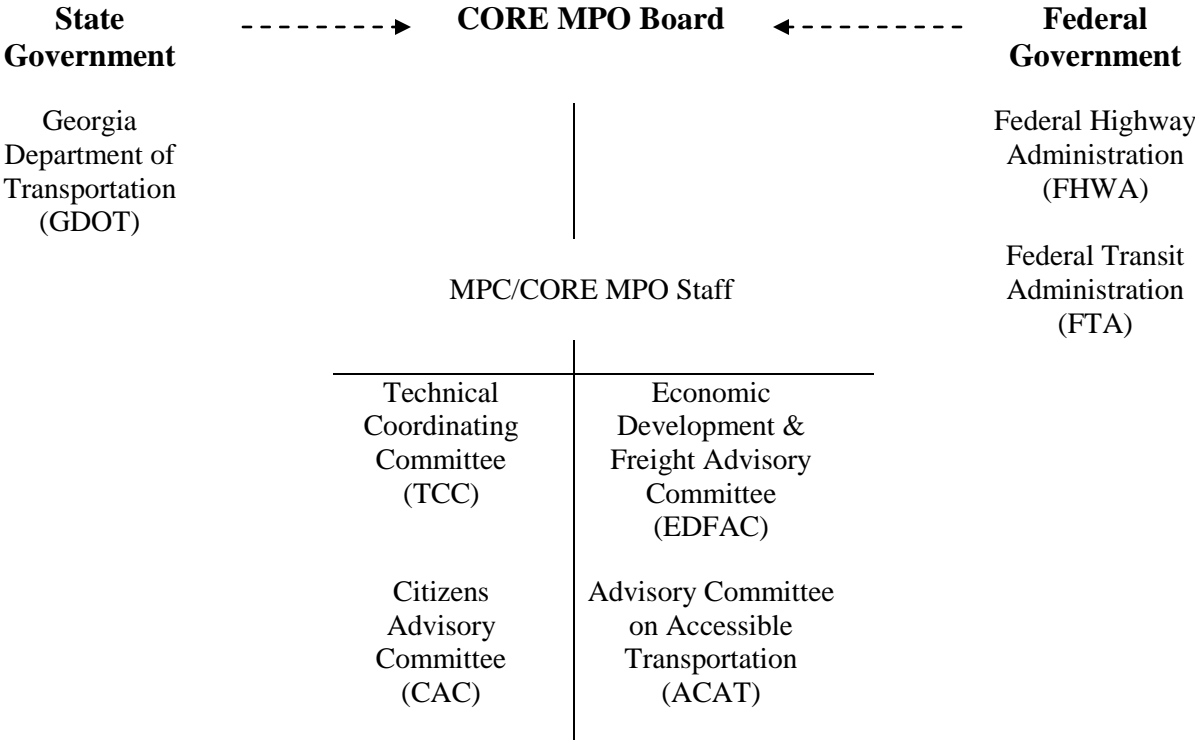 State
Government
CORE MPO Board
Federal
Government
Georgia
Department of
Transportation
(GDOT)
Federal Highway
Administration
(FHWA)
Federal Transit
Administration
(FTA)
MPC/CORE MPO Staff
Technical
Coordinating
Committee
(TCC)
Economic
Development &
Freight Advisory
Committee
(EDFAC)
Citizens
Advisory
Committee
(CAC)
Advisory Committee
on Accessible
Transportation
(ACAT)